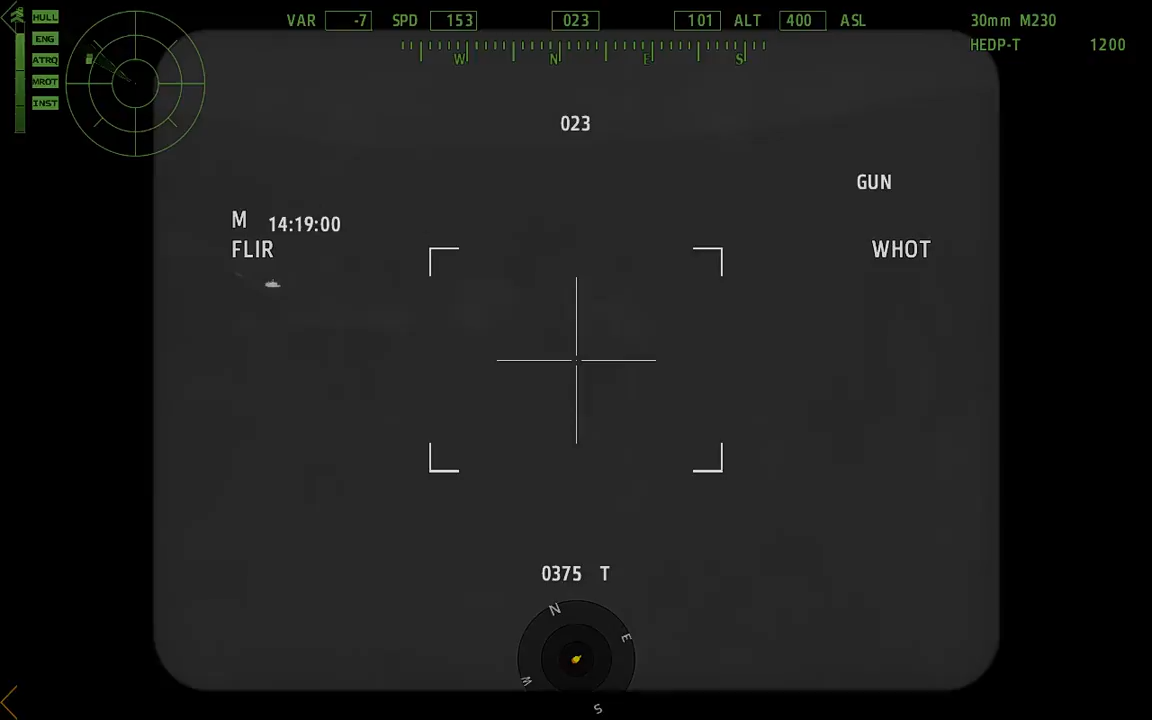 HULL
ENG
ATRQ
MROT
INST
VAR -7 SPD 153 023 101 ALT 400 ASL
W N E S
30mm M230
HEDP-T 1200
023
GUN
M 14:19:00
FLIR
WHOT
0375 T
N
E
W
S